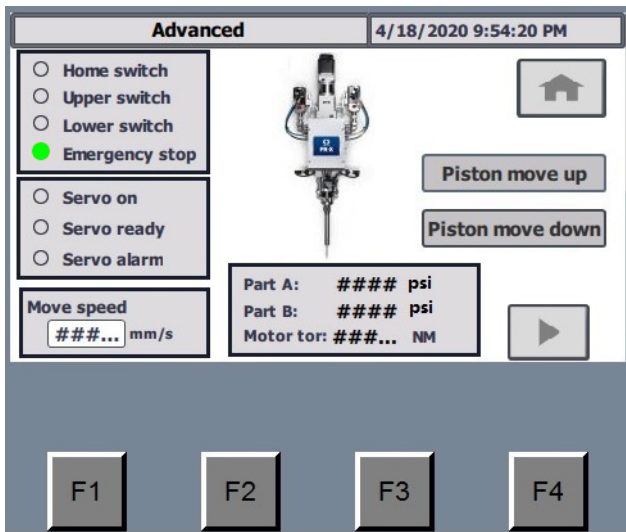 Advanced
4/18/2020 9:54:20 PM
Home switch
Upper switch
Lower switch
Emergency stop
Servo on
Servo ready
Servo alarm
Move speed
###... mm/s
PR-X
Part A: #### psi
Part B: #### psi
Motor tor: ###... NM
Piston move up
Piston move down
F1 F2 F3 F4